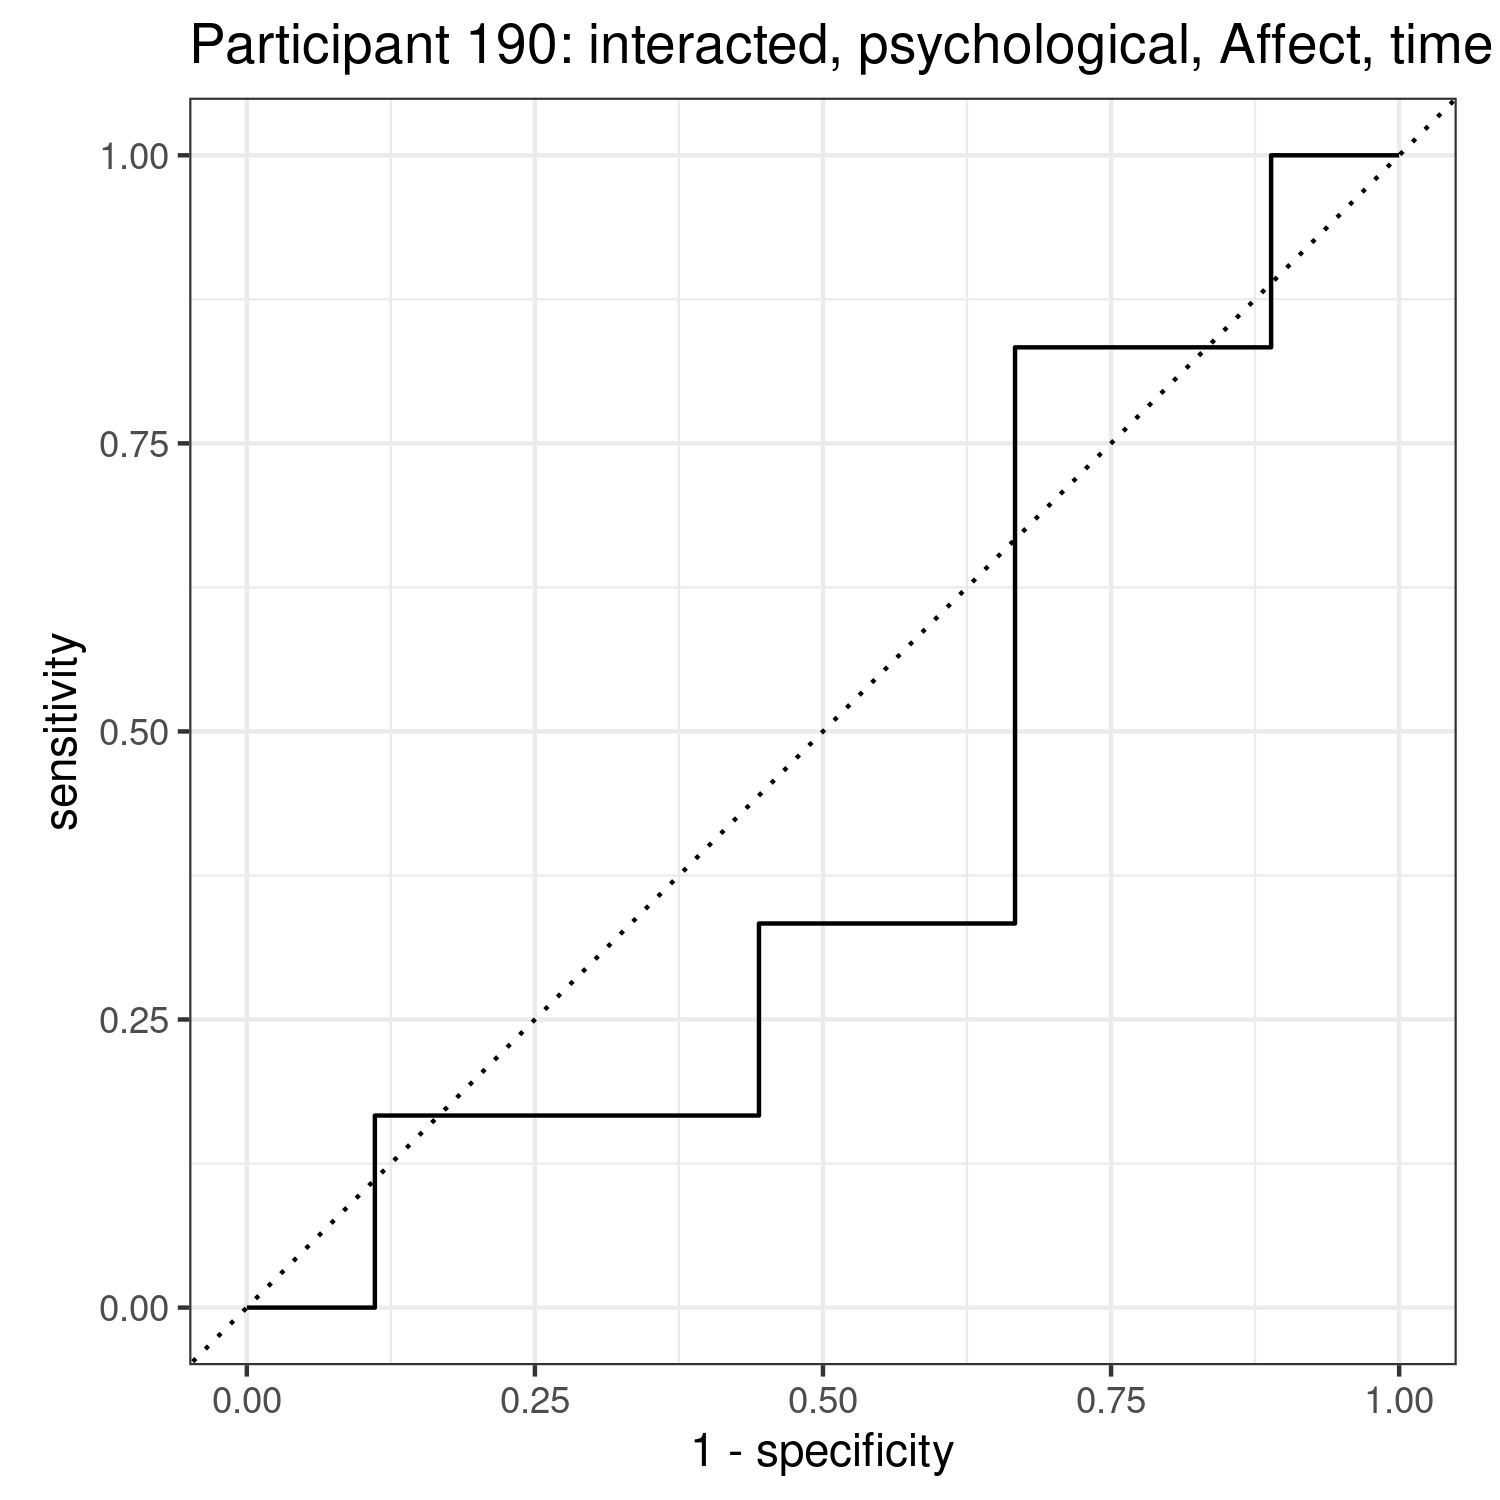 Participant 190: interacted, psychological, Affect, time
1.00
0.75
0.50
0.25
0.00
sensitivity
0.00 0.25 0.50 0.75 1.00
1 - specificity